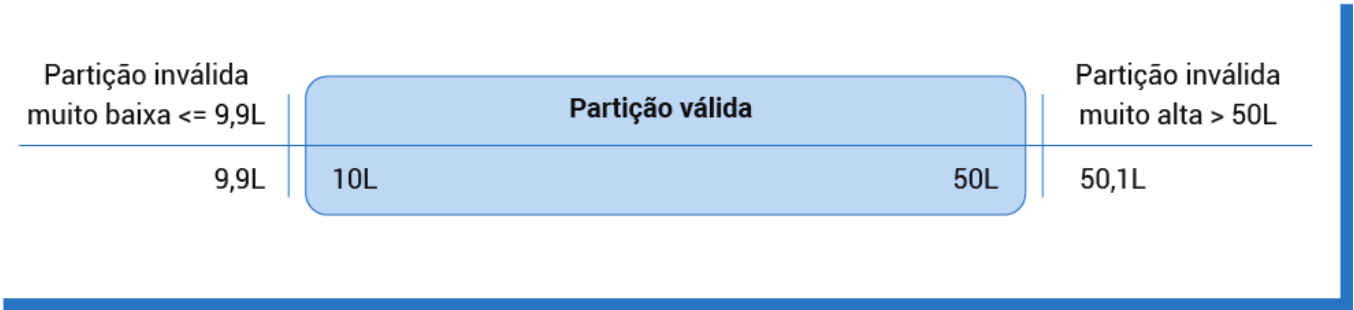 Partição inválida
muito baixa <= 9,9L
Partição válida
Partição inválida
muito alta > 50L
9,9L
10L
50L
50,1L